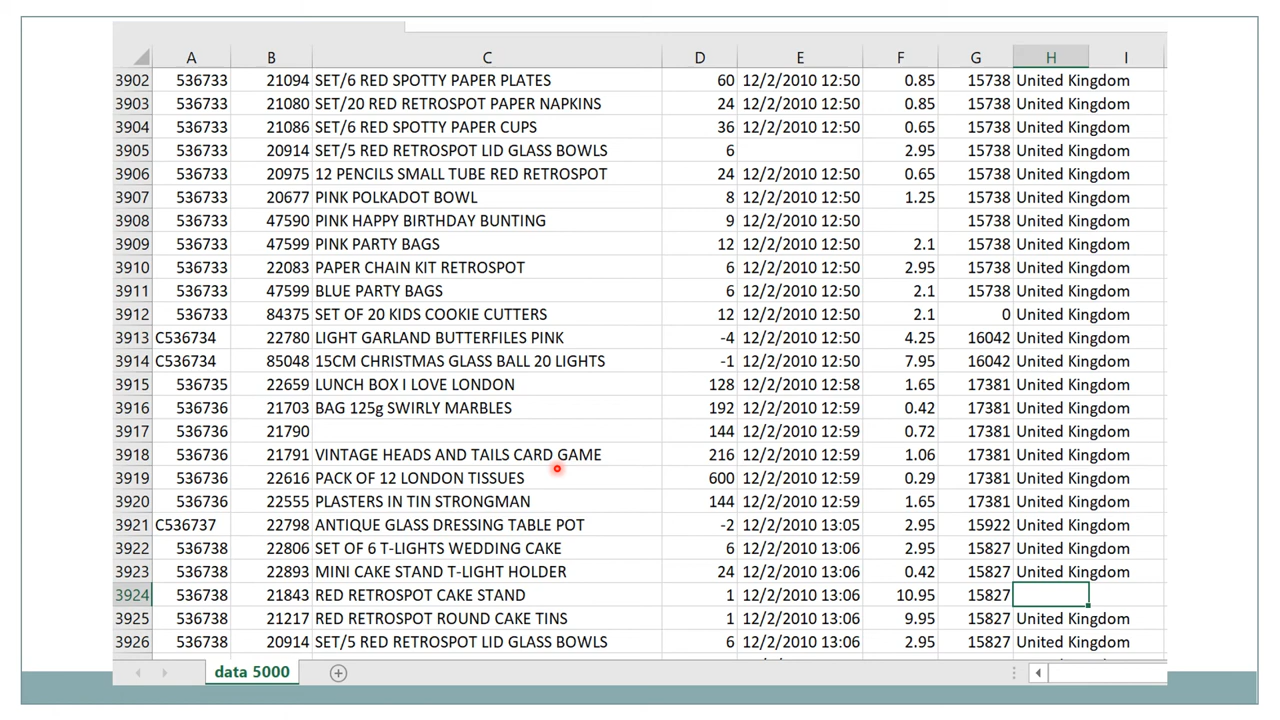 A B C D E F G H I
3902 536733 21094 SET/6 RED SPOTTY PAPER PLATES 60 12/2/2010 12:50 0.85 15738 United Kingdom
3903 536733 21080 SET/20 RED RETROSPOT PAPER NAPKINS 24 12/2/2010 12:50 0.85 15738 United Kingdom
3904 536733 21086 SET/6 RED SPOTTY PAPER CUPS 36 12/2/2010 12:50 0.65 15738 United Kingdom
3905 536733 20914 SET/5 RED RETROSPOT LID GLASS BOWLS 6 2.95 15738 United Kingdom
3906 536733 20975 12 PENCILS SMALL TUBE RED RETROSPOT 24 12/2/2010 12:50 0.65 15738 United Kingdom
3907 536733 20677 PINK POLKADOT BOWL 8 12/2/2010 12:50 1.25 15738 United Kingdom
3908 536733 47590 PINK HAPPY BIRTHDAY BUNTING 9 12/2/2010 12:50 15738 United Kingdom
3909 536733 47599 PINK PARTY BAGS 12 12/2/2010 12:50 2.1 15738 United Kingdom
3910 536733 22083 PAPER CHAIN KIT RETROSPOT 6 12/2/2010 12:50 2.95 15738 United Kingdom
3911 536733 47599 BLUE PARTY BAGS 6 12/2/2010 12:50 2.1 15738 United Kingdom
3912 536733 84375 SET OF 20 KIDS COOKIE CUTTERS 12 12/2/2010 12:50 2.1 0 United Kingdom
3913 C536734 22780 LIGHT GARLAND BUTTERFILES PINK -4 12/2/2010 12:50 4.25 16042 United Kingdom
3914 C536734 85048 15CM CHRISTMAS GLASS BALL 20 LIGHTS -1 12/2/2010 12:50 7.95 16042 United Kingdom
3915 536735 22659 LUNCH BOX I LOVE LONDON 128 12/2/2010 12:58 1.65 17381 United Kingdom
3916 536736 21703 BAG 125g SWIRLY MARBLES 192 12/2/2010 12:59 0.42 17381 United Kingdom
3917 536736 21790 144 12/2/2010 12:59 0.72 17381 United Kingdom
3918 536736 21791 VINTAGE HEADS AND TAILS CARD GAME 216 12/2/2010 12:59 1.06 17381 United Kingdom
3919 536736 22616 PACK OF 12 LONDON TISSUES 600 12/2/2010 12:59 0.29 17381 United Kingdom
3920 536736 22555 PLASTERS IN TIN STRONGMAN 144 12/2/2010 12:59 1.65 17381 United Kingdom
3921 C536737 22798 ANTIQUE GLASS DRESSING TABLE POT -2 12/2/2010 13:05 2.95 15922 United Kingdom
3922 536738 22806 SET OF 6 T-LIGHTS WEDDING CAKE 6 12/2/2010 13:06 2.95 15827 United Kingdom
3923 536738 22893 MINI CAKE STAND T-LIGHT HOLDER 24 12/2/2010 13:06 0.42 15827 United Kingdom
3924 536738 21843 RED RETROSPOT CAKE STAND 1 12/2/2010 13:06 10.95 15827
3925 536738 21217 RED RETROSPOT ROUND CAKE TINS 1 12/2/2010 13:06 9.95 15827 United Kingdom
3926 536738 20914 SET/5 RED RETROSPOT LID GLASS BOWLS 6 12/2/2010 13:06 2.95 15827 United Kingdom
data 5000